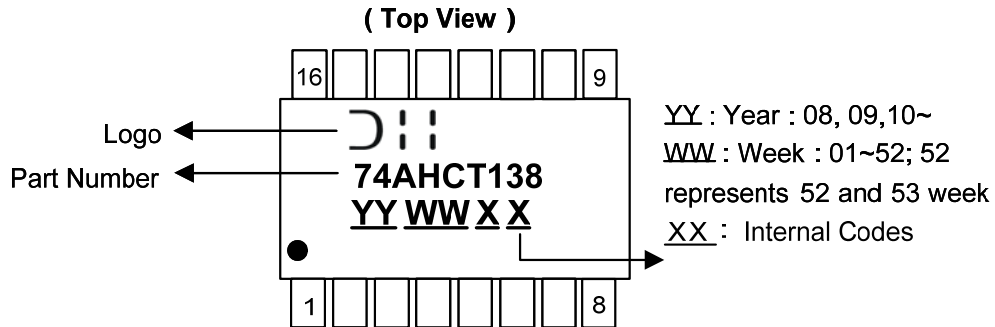 ( Top View )
16 9
Logo
Part Number
74AHCT138
YY WW X X
1 8
YY : Year : 08, 09,10~
WW : Week : 01~52; 52
represents 52 and 53 week
XX : Internal Codes